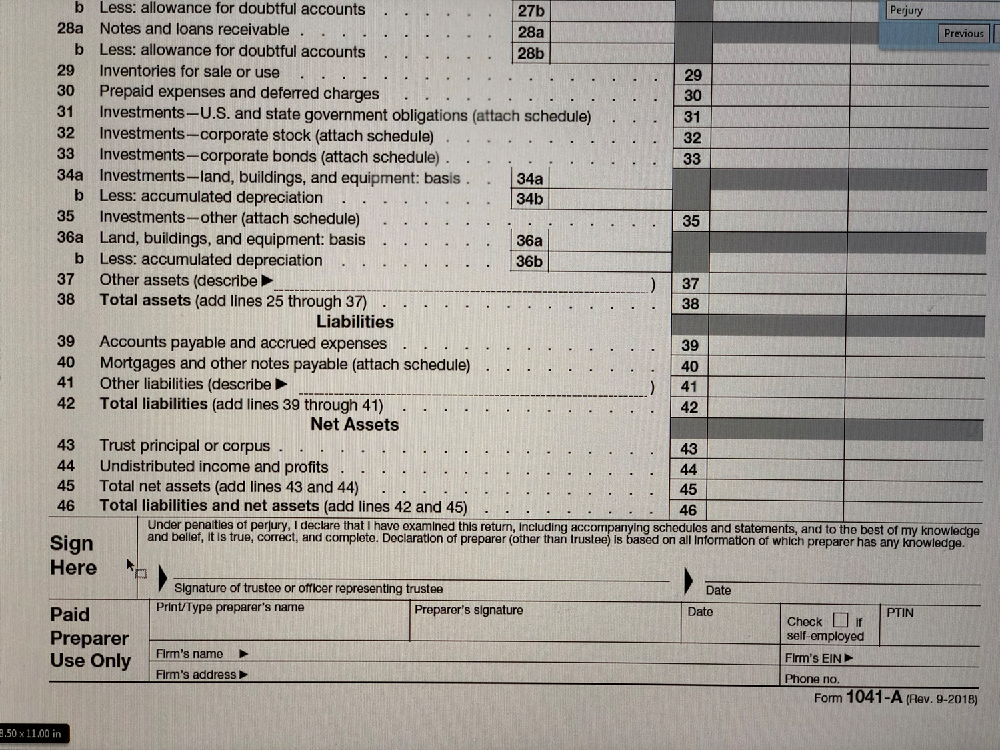 b Less: allowance for doubtful accounts . . . . . . 27b
Perjury
28a Notes and loans receivable . . . . . . . . . . 28a
Previous
b Less: allowance for doubtful accounts . . . . . . 28b
29 Inventories for sale or use . . . . . . . . . . . . . . . . . . 29
30 Prepaid expenses and deferred charges . . . . . . . . . . . . . 30
31 Investments—U.S. and state government obligations (attach schedule) . . . 31
32 Investments—corporate stock (attach schedule) . . . . . . . . . . . 32
33 Investments—corporate bonds (attach schedule) . . . . . . . . . . . 33
34a Investments—land, buildings, and equipment: basis . . 34a
b Less: accumulated depreciation . . . . . . . . 34b
35 Investments—other (attach schedule) . . . . . . . . . . . . . . 35
36a Land, buildings, and equipment: basis . . . . . . 36a
b Less: accumulated depreciation . . . . . . . . 36b
37 Other assets (describe ▶ ) 37
38 Total assets (add lines 25 through 37) . . . . . . . . . . . . . . 38
Liabilities
39 Accounts payable and accrued expenses . . . . . . . . . . . . . 39
40 Mortgages and other notes payable (attach schedule) . . . . . . . . . 40
41 Other liabilities (describe ▶ ) 41
42 Total liabilities (add lines 39 through 41) . . . . . . . . . . . . . 42
Net Assets
43 Trust principal or corpus . . . . . . . . . . . . . . . . . . . 43
44 Undistributed income and profits . . . . . . . . . . . . . . . . 44
45 Total net assets (add lines 43 and 44) . . . . . . . . . . . . . . 45
46 Total liabilities and net assets (add lines 42 and 45) . . . . . . . . . 46
Under penalties of perjury, I declare that I have examined this return, including accompanying schedules and statements, and to the best of my knowledge
and belief, it is true, correct, and complete. Declaration of preparer (other than trustee) is based on all information of which preparer has any knowledge.
Sign
Here
Signature of trustee or officer representing trustee
Date
Paid
Preparer
Use Only
Print/Type preparer's name
Preparer's signature
Date
Check if
self-employed
PTIN
Firm's name ▶
Firm's EIN ▶
Firm's address ▶
Phone no.
Form 1041-A (Rev. 9-2018)
8.50 x 11.00 in